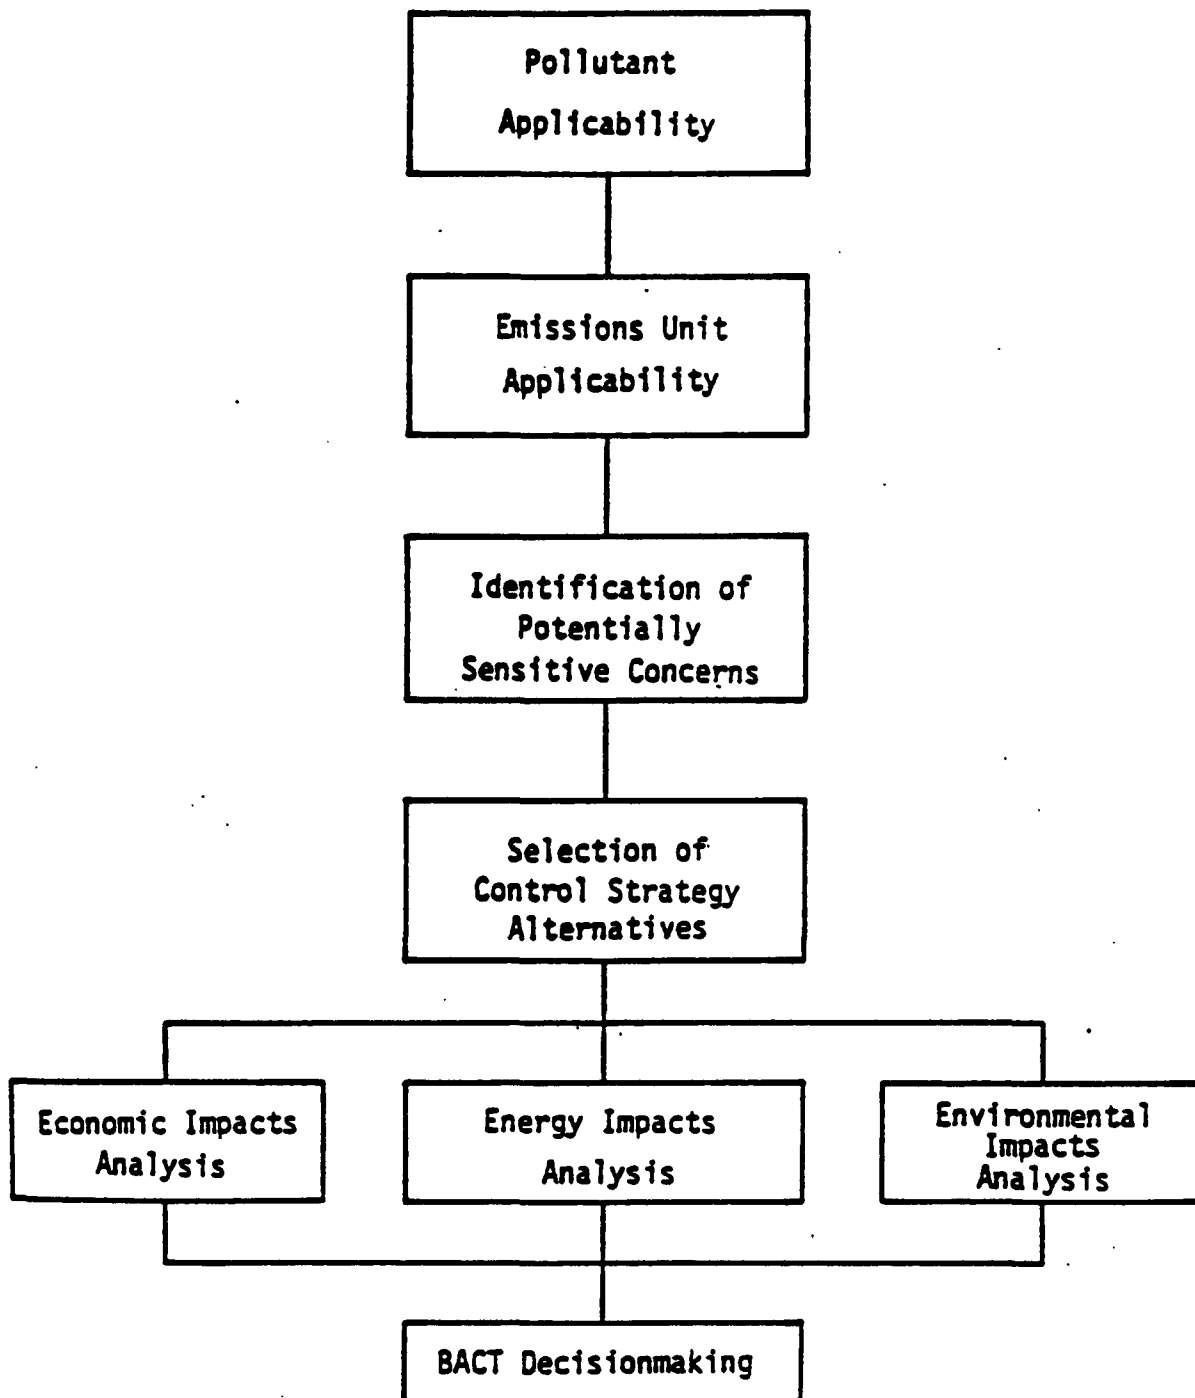 Pollutant
Applicability
Emissions Unit
Applicability
Identification of
Potentially
Sensitive Concerns
Selection of
Control Strategy
Alternatives
Economic Impacts
Analysis
Energy Impacts
Analysis
Environmental
Impacts
Analysis
BACT Decisionmaking